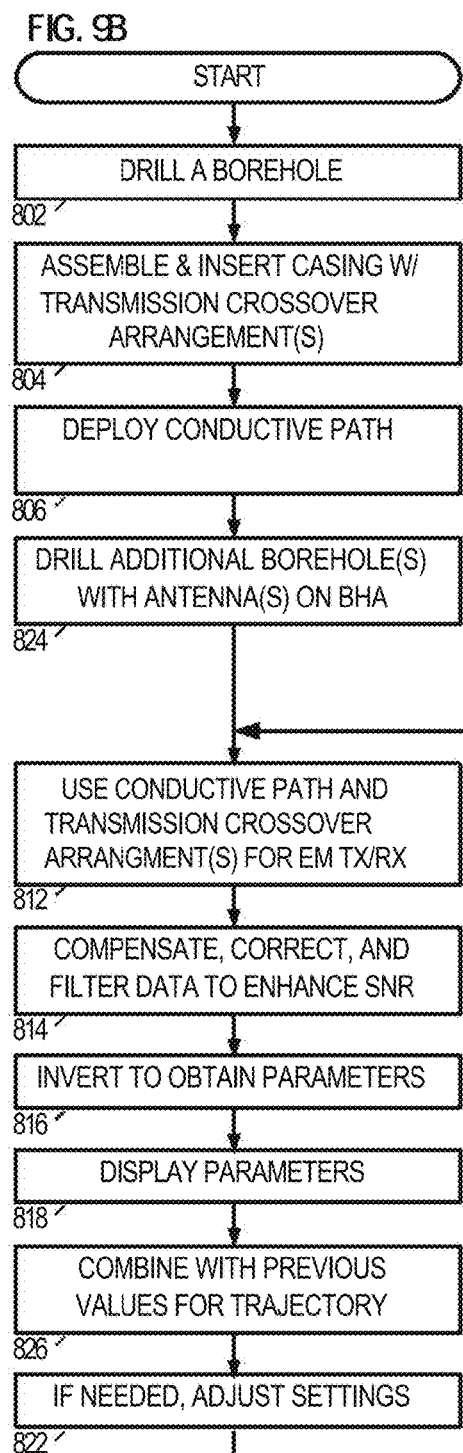 FIG. 9B
START
DRILL A BOREHOLE
802
ASSEMBLE & INSERT CASING W/
TRANSMISSION CROSSOVER
ARRANGEMENT(S)
804
DEPLOY CONDUCTIVE PATH
806
DRILL ADDITIONAL BOREHOLE(S)
WITH ANTENNA(S) ON BHA
824
USE CONDUCTIVE PATH AND
TRANSMISSION CROSSOVER
ARRANGMENT(S) FOR EM TX/RX
812
COMPENSATE, CORRECT, AND
FILTER DATA TO ENHANCE SNR
814
INVERT TO OBTAIN PARAMETERS
816
DISPLAY PARAMETERS
818
COMBINE WITH PREVIOUS
VALUES FOR TRAJECTORY
826
IF NEEDED, ADJUST SETTINGS
822